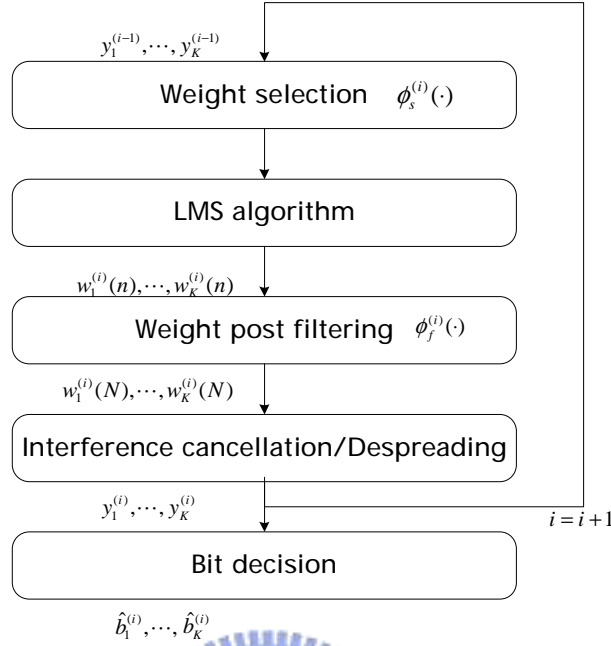 y_1^{(i-1)}, ⋯, y_K^{(i-1)}
Weight selection φ_s^{(i)}(·)
LMS algorithm
w_1^{(i)}(n), ⋯, w_K^{(i)}(n)
Weight post filtering φ_f^{(i)}(·)
w_1^{(i)}(N), ⋯, w_K^{(i)}(N)
Interference cancellation/Despreading
y_1^{(i)}, ⋯, y_K^{(i)}
i = i + 1
Bit decision
b̂_1^{(i)}, ⋯, b̂_K^{(i)}